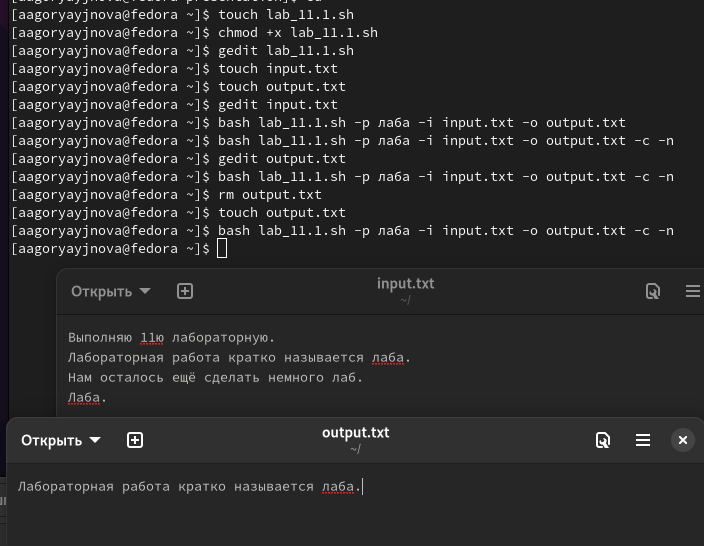 [aagoryayjnova@fedora ~]$ touch lab_11.1.sh
[aagoryayjnova@fedora ~]$ chmod +x lab_11.1.sh
[aagoryayjnova@fedora ~]$ gedit lab_11.1.sh
[aagoryayjnova@fedora ~]$ touch input.txt
[aagoryayjnova@fedora ~]$ touch output.txt
[aagoryayjnova@fedora ~]$ gedit input.txt
[aagoryayjnova@fedora ~]$ bash lab_11.1.sh -p лаба -i input.txt -o output.txt
[aagoryayjnova@fedora ~]$ bash lab_11.1.sh -p лаба -i input.txt -o output.txt -c -n
[aagoryayjnova@fedora ~]$ gedit output.txt
[aagoryayjnova@fedora ~]$ bash lab_11.1.sh -p лаба -i input.txt -o output.txt -c -n
[aagoryayjnova@fedora ~]$ rm output.txt
[aagoryayjnova@fedora ~]$ touch output.txt
[aagoryayjnova@fedora ~]$ bash lab_11.1.sh -p лаба -i input.txt -o output.txt -c -n
[aagoryayjnova@fedora ~]$
Открыть input.txt
~/
Выполняю 11ю лабораторную.
Лабораторная работа кратко называется лаба.
Нам осталось ещё сделать немного лаб.
Лаба.
Открыть output.txt
~/
Лабораторная работа кратко называется лаба.